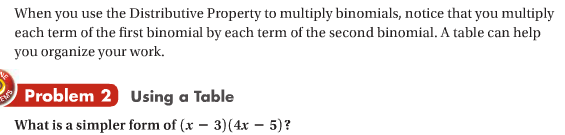 When you use the Distributive Property to multiply binomials, notice that you multiply
each term of the first binomial by each term of the second binomial. A table can help
you organize your work.
Problem 2 Using a Table
What is a simpler form of (x − 3)(4x − 5)?